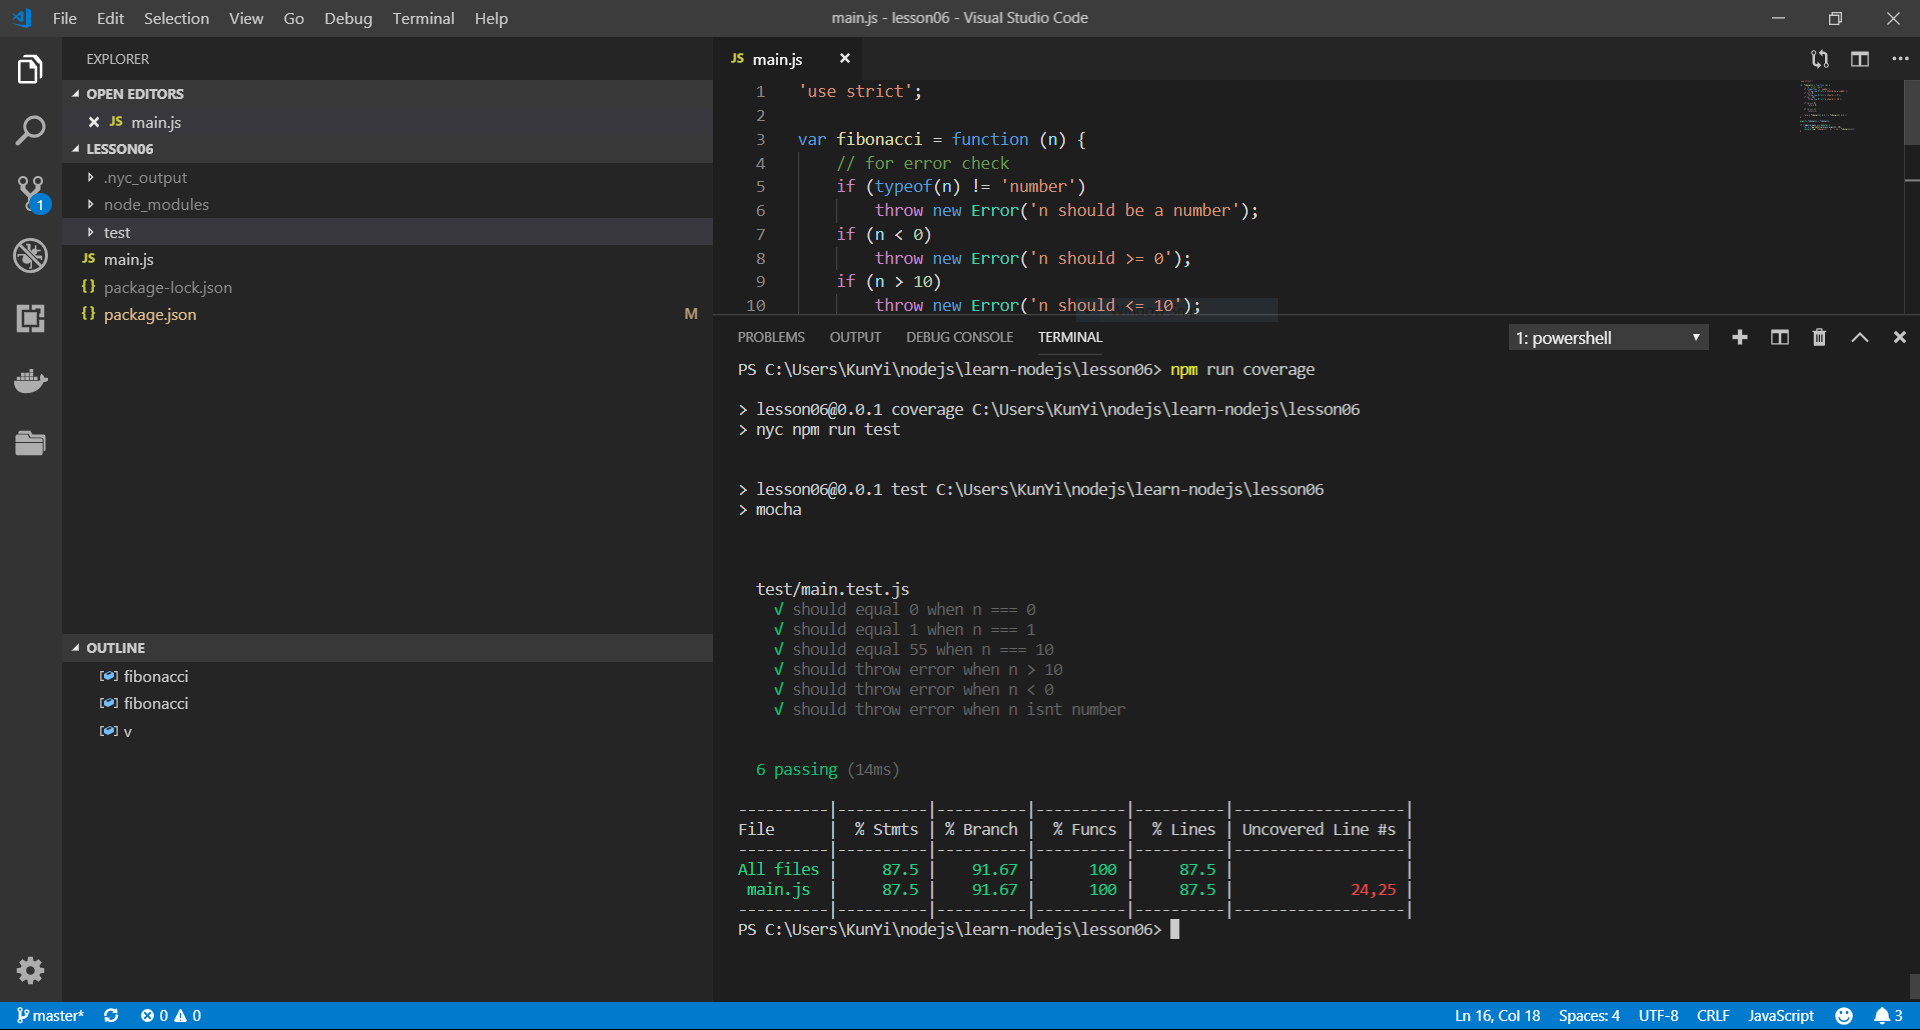 File Edit Selection View Go Debug Terminal Help
main.js - lesson06 - Visual Studio Code
EXPLORER
OPEN EDITORS
JS main.js
LESSON06
.nyc_output
node_modules
test
JS main.js
{} package-lock.json
{} package.json M
1
OUTLINE
fibonacci
fibonacci
v
JS main.js
1 'use strict';
2
3 var fibonacci = function (n) {
4 // for error check
5 if (typeof(n) != 'number')
6 throw new Error('n should be a number');
7 if (n < 0)
8 throw new Error('n should >= 0');
9 if (n > 10)
10 throw new Error('n should <= 10');
PROBLEMS OUTPUT DEBUG CONSOLE TERMINAL 1: powershell
PS C:\Users\KunYi\nodejs\learn-nodejs\lesson06> npm run coverage
> lesson06@0.0.1 coverage C:\Users\KunYi\nodejs\learn-nodejs\lesson06
> nyc npm run test
> lesson06@0.0.1 test C:\Users\KunYi\nodejs\learn-nodejs\lesson06
> mocha
test/main.test.js
√ should equal 0 when n === 0
√ should equal 1 when n === 1
√ should equal 55 when n === 10
√ should throw error when n > 10
√ should throw error when n < 0
√ should throw error when n isnt number
6 passing (14ms)
----------|----------|----------|----------|----------|-------------------|
File | % Stmts | % Branch | % Funcs | % Lines | Uncovered Line #s |
----------|----------|----------|----------|----------|-------------------|
All files | 87.5 | 91.67 | 100 | 87.5 | |
main.js | 87.5 | 91.67 | 100 | 87.5 | 24,25 |
----------|----------|----------|----------|----------|-------------------|
PS C:\Users\KunYi\nodejs\learn-nodejs\lesson06>
master* 0 0 Ln 16, Col 18 Spaces: 4 UTF-8 CRLF JavaScript 3